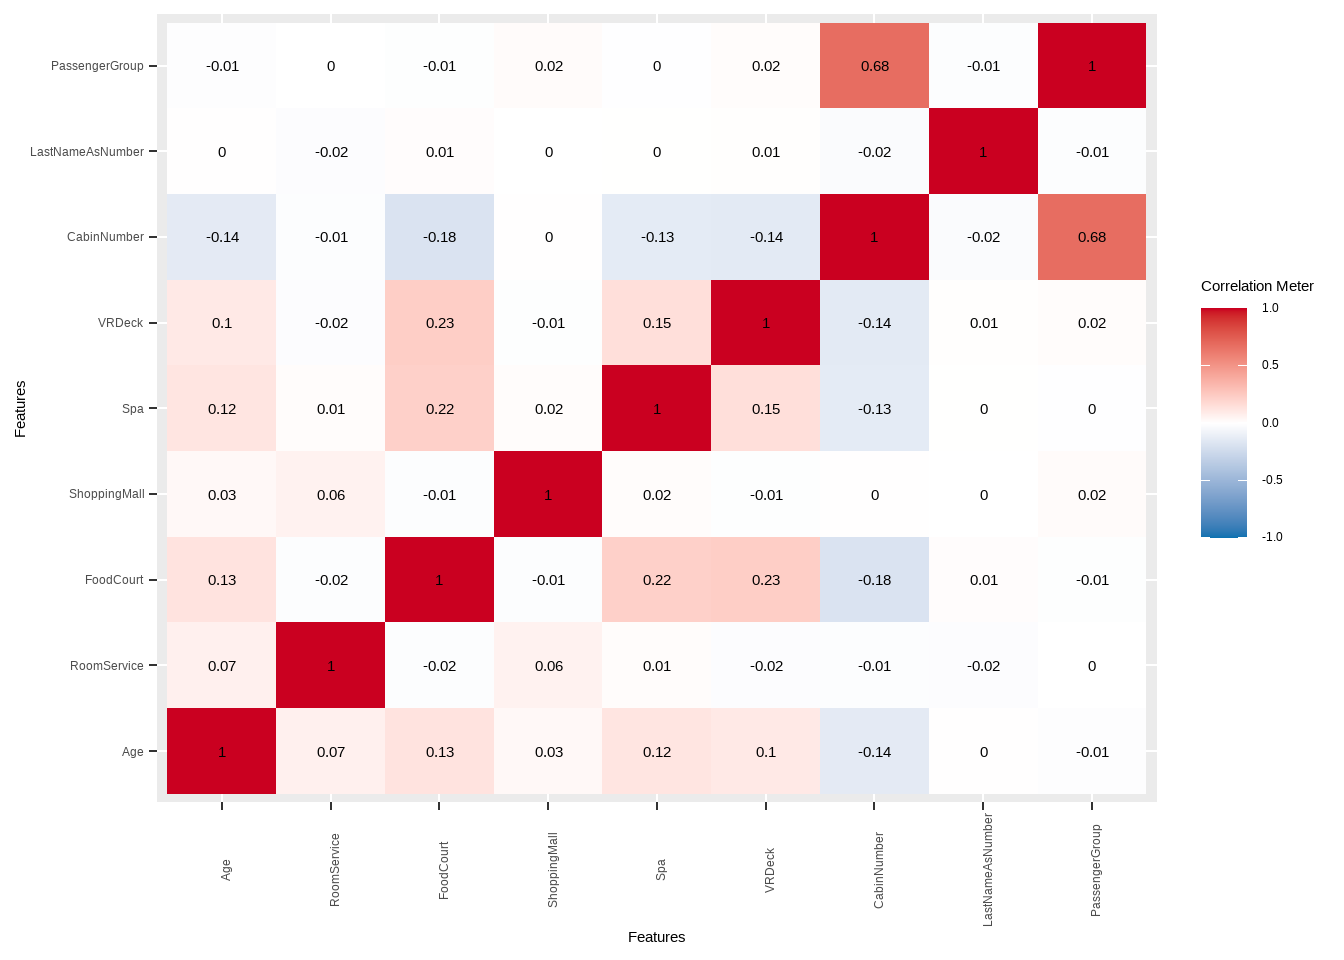 PassengerGroup -0.01 0 -0.01 0.02 0 0.02 0.68 -0.01 1
LastNameAsNumber 0 -0.02 0.01 0 0 0.01 -0.02 1 -0.01
CabinNumber -0.14 -0.01 -0.18 0 -0.13 -0.14 1 -0.02 0.68
VRDeck 0.1 -0.02 0.23 -0.01 0.15 1 -0.14 0.01 0.02
Spa 0.12 0.01 0.22 0.02 1 0.15 -0.13 0 0
ShoppingMall 0.03 0.06 -0.01 1 0.02 -0.01 0 0 0.02
FoodCourt 0.13 -0.02 1 -0.01 0.22 0.23 -0.18 0.01 -0.01
RoomService 0.07 1 -0.02 0.06 0.01 -0.02 -0.01 -0.02 0
Age 1 0.07 0.13 0.03 0.12 0.1 -0.14 0 -0.01
Features
Age RoomService FoodCourt ShoppingMall Spa VRDeck CabinNumber LastNameAsNumber PassengerGroup
Features
Correlation Meter
1.0
0.5
0.0
-0.5
-1.0